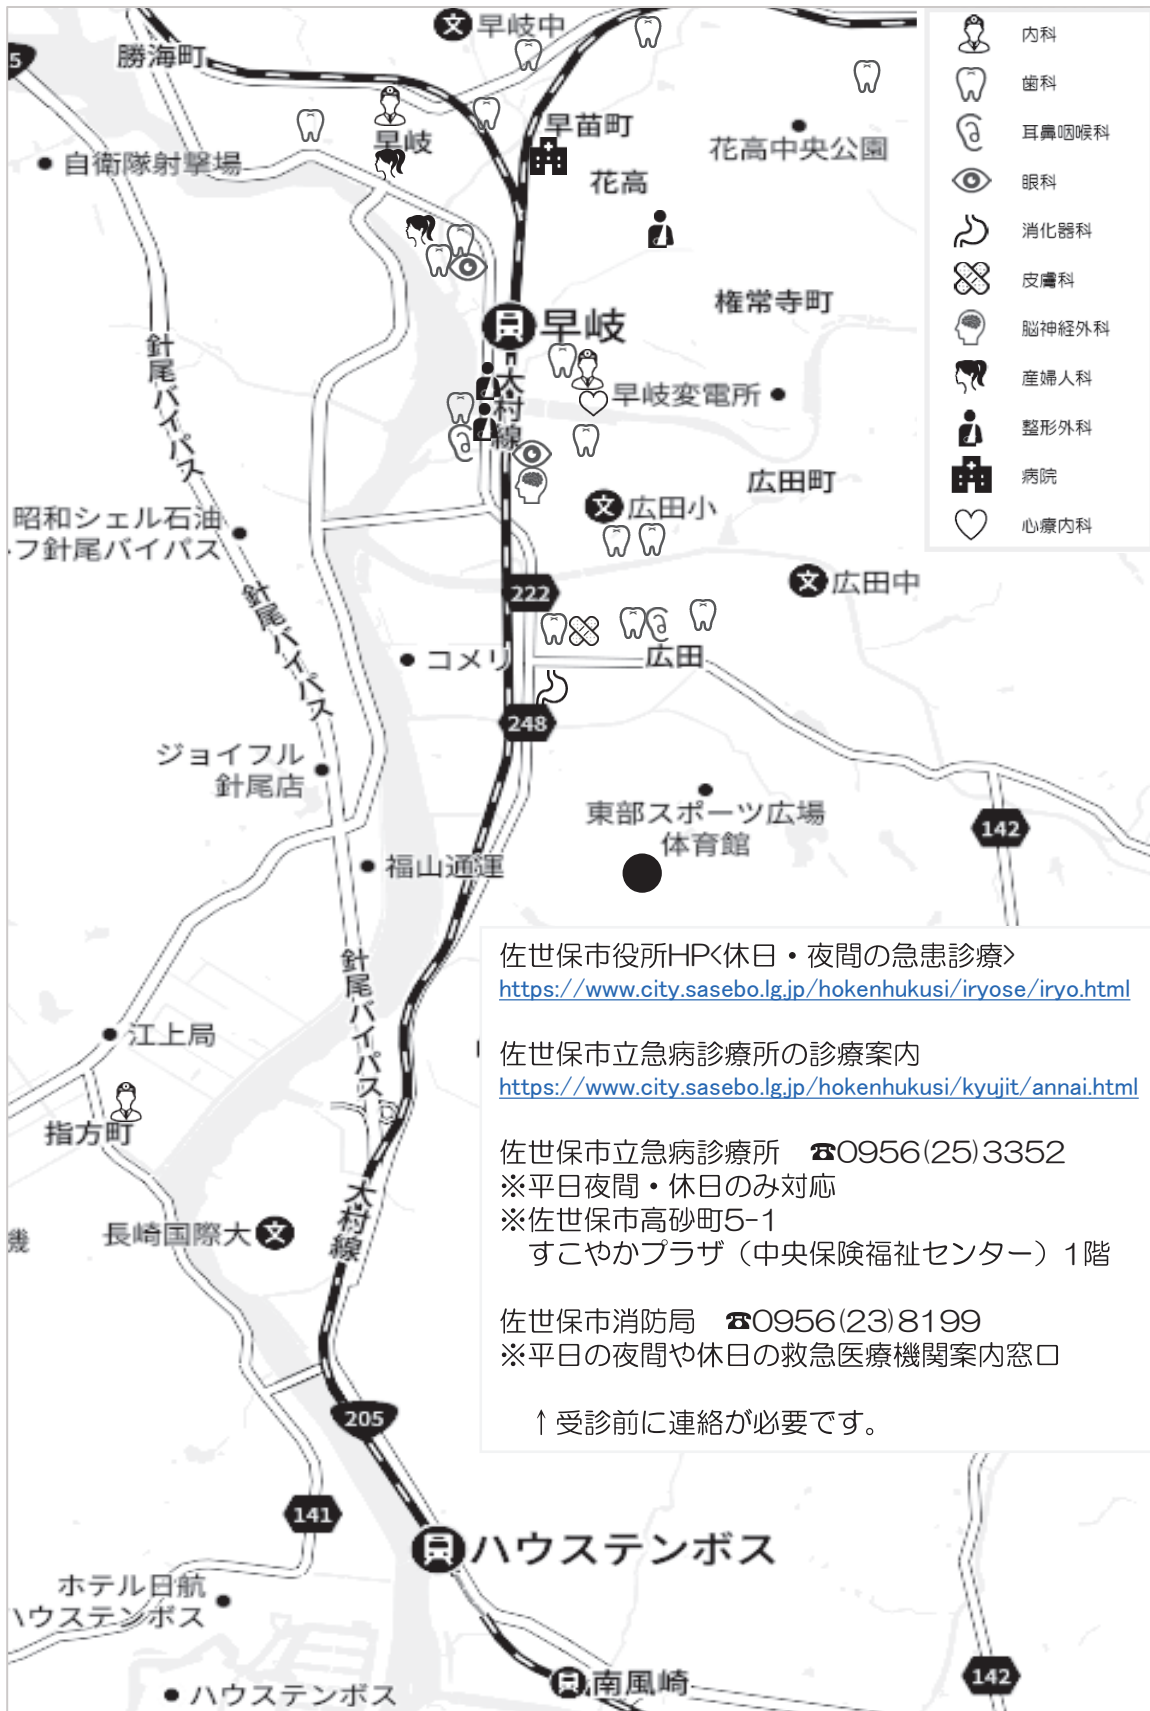 早岐中
勝海町
5
内科
歯科
耳鼻咽喉科
眼科
消化器科
皮膚科
脳神経外科
産婦人科
整形外科
病院
心療内科
早苗町
早岐
花高中央公園
自衛隊射撃場
花高
権常寺町
早岐
針尾バイパス
大村線
早岐変電所
広田町
文
広田小
昭和シェル石油
フ針尾バイパス
文
広田中
222
針尾バイパス
コメリ
広田
248
ジョイフル
針尾店
東部スポーツ広場
体育館
142
福山通運
針尾バイパス
佐世保市役所HP<休日・夜間の急患診療>
https://www.city.sasebo.lg.jp/hokenhukusi/iryose/iryo.html
佐世保市立急病診療所の診療案内
https://www.city.sasebo.lg.jp/hokenhukusi/kyujit/annai.html
佐世保市立急病診療所 ☎0956(25)3352
※平日夜間・休日のみ対応
※佐世保市高砂町5-1
すこやかプラザ(中央保険福祉センター)1階
佐世保市消防局 ☎0956(23)8199
※平日の夜間や休日の救急医療機関案内窓口
↑受診前に連絡が必要です。
江上局
指方町
長崎国際大
文
大村線
205
141
ハウステンボス
ホテル日航
ハウステンボス
ハウステンボス
南風崎
142